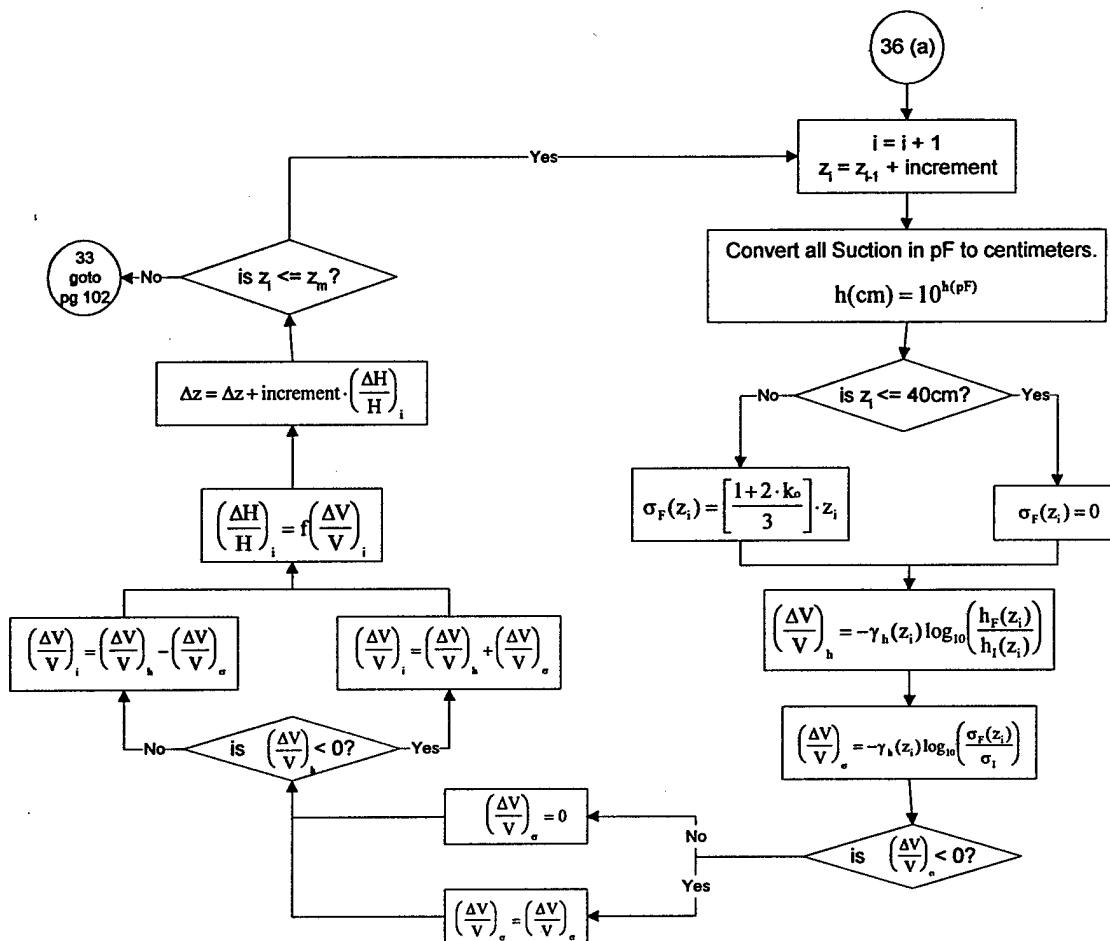 36 (a)
i = i + 1
z_i = z_{i-1} + increment
Convert all Suction in pF to centimeters.
h(cm) = 10^{h(pF)}
is z_i <= 40cm?
No
Yes
σ_F(z_i) = [(1+2·k_o)/3]·z_i
σ_F(z_i) = 0
(ΔV/V)_h = -γ_h(z_i) log_{10}(h_F(z_i)/h_I(z_i))
(ΔV/V)_σ = -γ_h(z_i) log_{10}(σ_F(z_i)/σ_I)
is (ΔV/V)_σ < 0?
No
Yes
(ΔV/V)_σ = 0
(ΔV/V)_σ = (ΔV/V)_σ
is (ΔV/V)_h < 0?
No
Yes
(ΔV/V)_i = (ΔV/V)_h - (ΔV/V)_σ
(ΔV/V)_i = (ΔV/V)_h + (ΔV/V)_σ
(ΔH/H)_i = f(ΔV/V)_i
Δz = Δz + increment·(ΔH/H)_i
is z_i <= z_m?
Yes
No
33
goto
pg 102